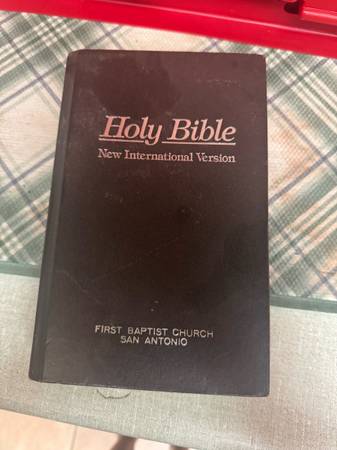 Holy Bible
New International Version
FIRST BAPTIST CHURCH
SAN ANTONIO